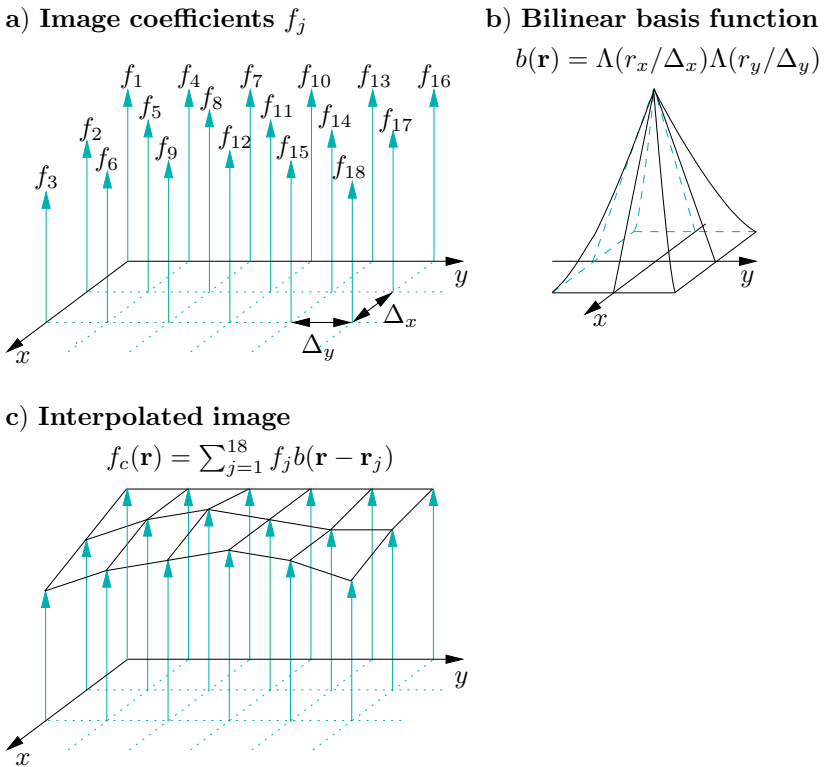 a) Image coefficients f_j
f_1 f_4 f_7 f_10 f_13 f_16
f_2 f_5 f_8 f_11 f_14 f_17
f_3 f_6 f_9 f_12 f_15 f_18
y
Δ_x
Δ_y
x
b) Bilinear basis function
b(r) = Λ(r_x/Δ_x)Λ(r_y/Δ_y)
y
x
c) Interpolated image
f_c(r) = ∑_{j=1}^{18} f_j b(r − r_j)
y
x